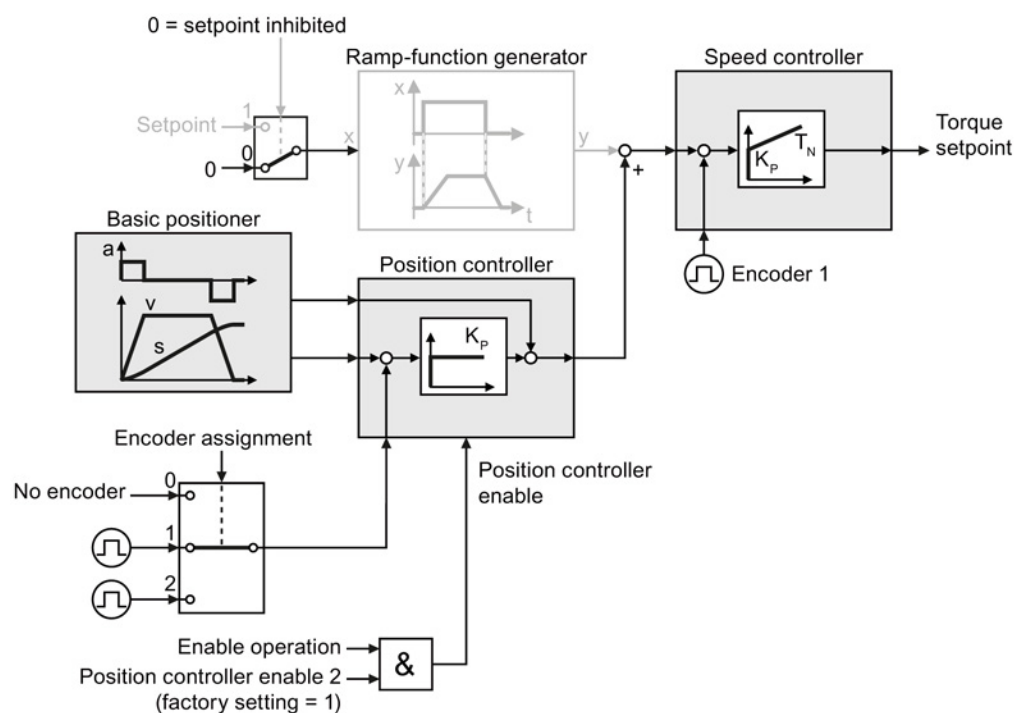 0 = setpoint inhibited
Ramp-function generator
Speed controller
1
Setpoint
0
0
x
x
y
t
y
+
K_P
T_N
Torque
setpoint
Encoder 1
Basic positioner
a
v
s
Position controller
K_P
Encoder assignment
No encoder
0
1
2
Position controller
enable
Enable operation
Position controller enable 2
(factory setting = 1)
&